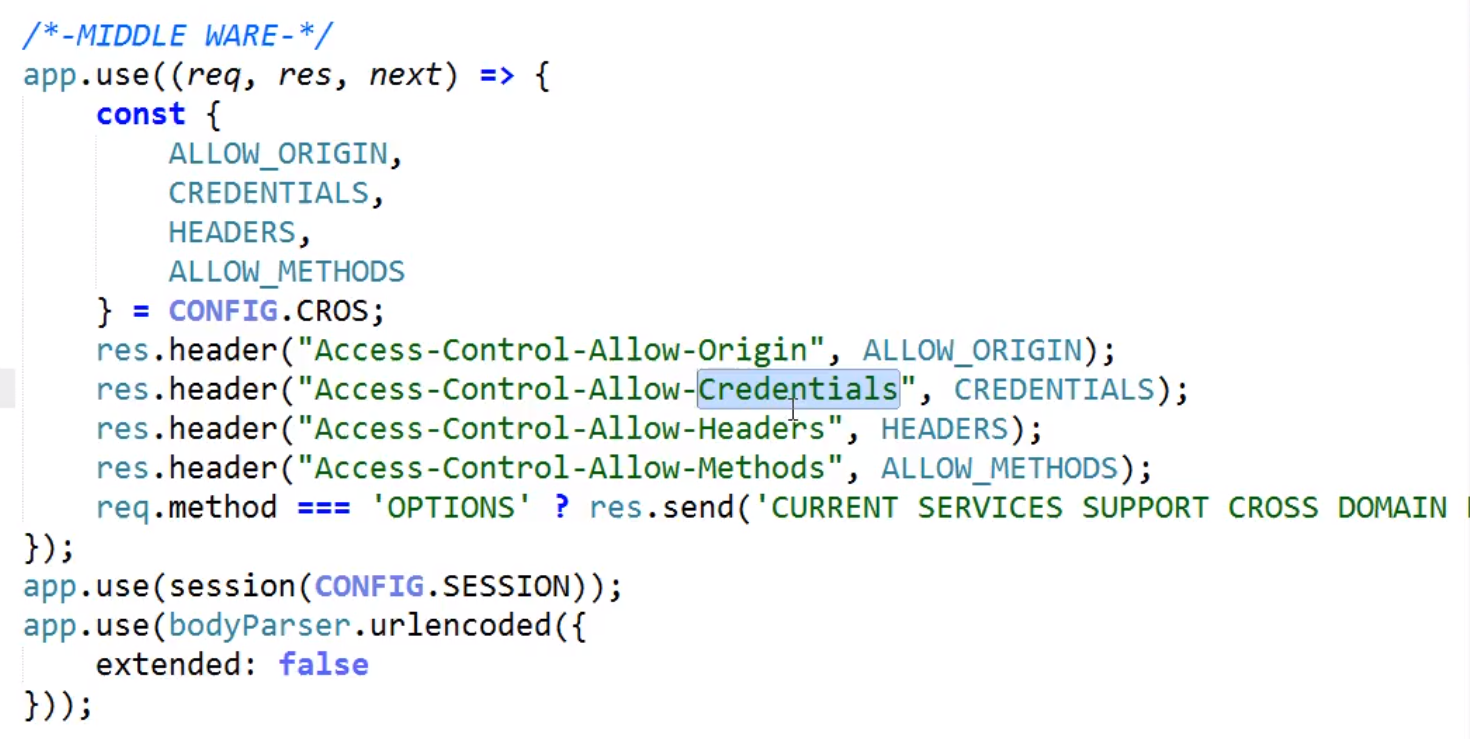 /*-MIDDLE WARE-*/
app.use((req, res, next) => {
    const {
        ALLOW_ORIGIN,
        CREDENTIALS,
        HEADERS,
        ALLOW_METHODS
    } = CONFIG.CROS;
    res.header("Access-Control-Allow-Origin", ALLOW_ORIGIN);
    res.header("Access-Control-Allow-Credentials", CREDENTIALS);
    res.header("Access-Control-Allow-Headers", HEADERS);
    res.header("Access-Control-Allow-Methods", ALLOW_METHODS);
    req.method === 'OPTIONS' ? res.send('CURRENT SERVICES SUPPORT CROSS DOMAIN
});
app.use(session(CONFIG.SESSION));
app.use(bodyParser.urlencoded({
    extended: false
}));